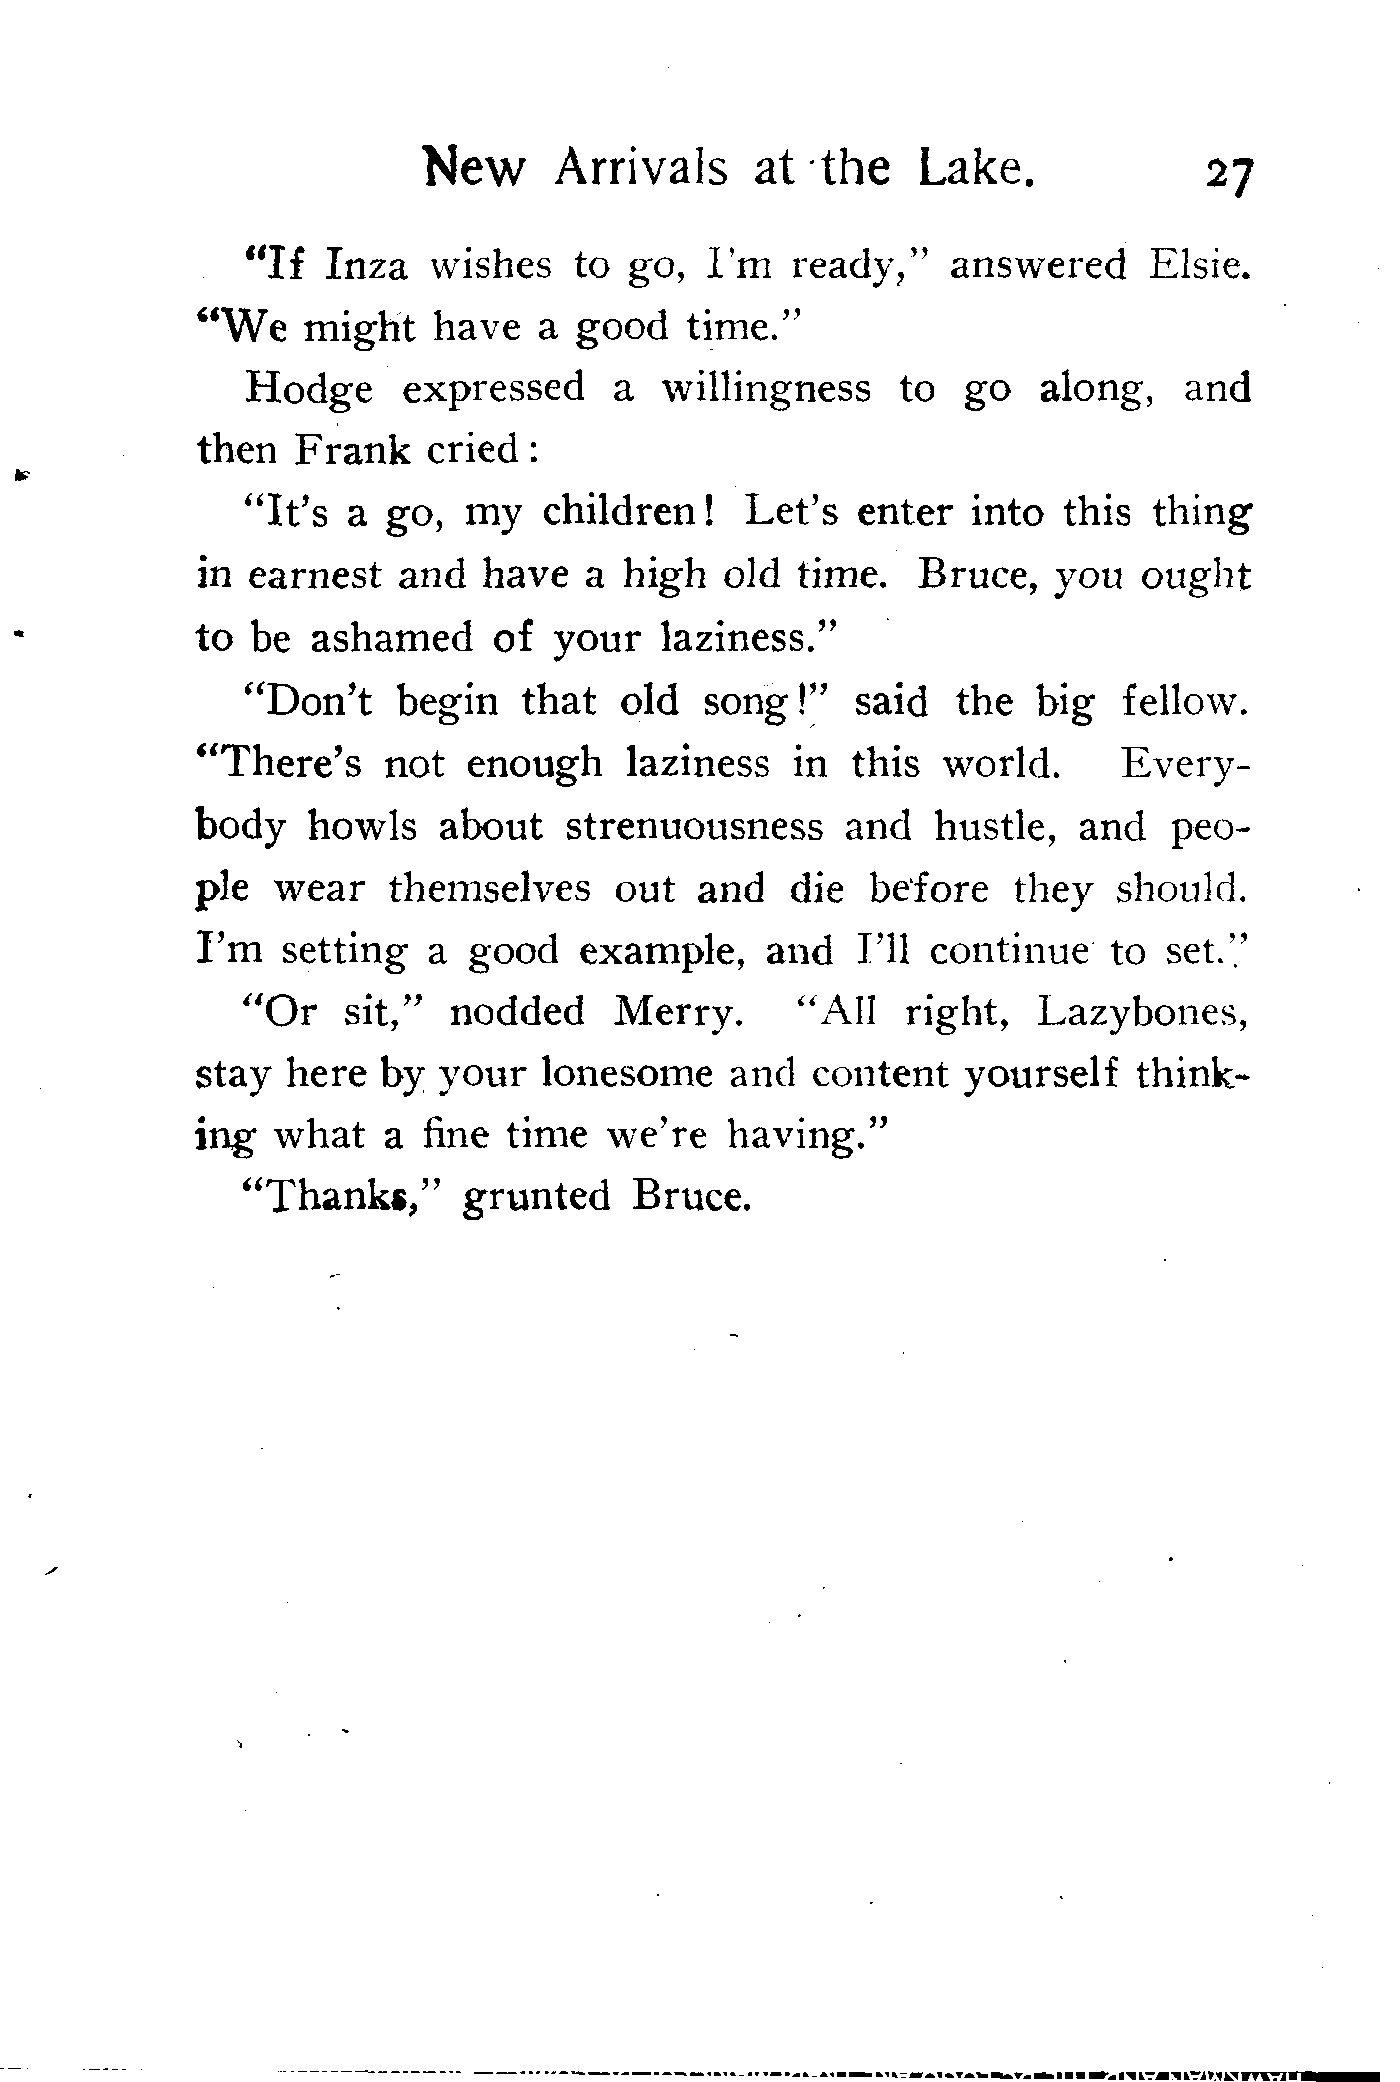 New Arrivals at the Lake. 27
“If Inza wishes to go, I’m ready,” answered Elsie.
“We might have a good time.”
Hodge expressed a willingness to go along, and
then Frank cried:
“It’s a go, my children! Let’s enter into this thing
in earnest and have a high old time. Bruce, you ought
to be ashamed of your laziness.”
“Don’t begin that old song!” said the big fellow.
“There’s not enough laziness in this world. Every-
body howls about strenuousness and hustle, and peo-
ple wear themselves out and die before they should.
I’m setting a good example, and I’ll continue to set.”
“Or sit,” nodded Merry. “All right, Lazybones,
stay here by your lonesome and content yourself think-
ing what a fine time we’re having.”
“Thanks,” grunted Bruce.